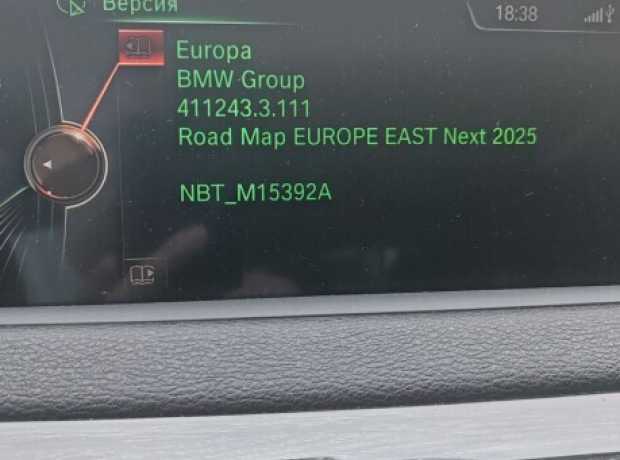 Версия
18:38
Europa
BMW Group
411243.3.111
Road Map EUROPE EAST Next 2025
NBT_M15392A